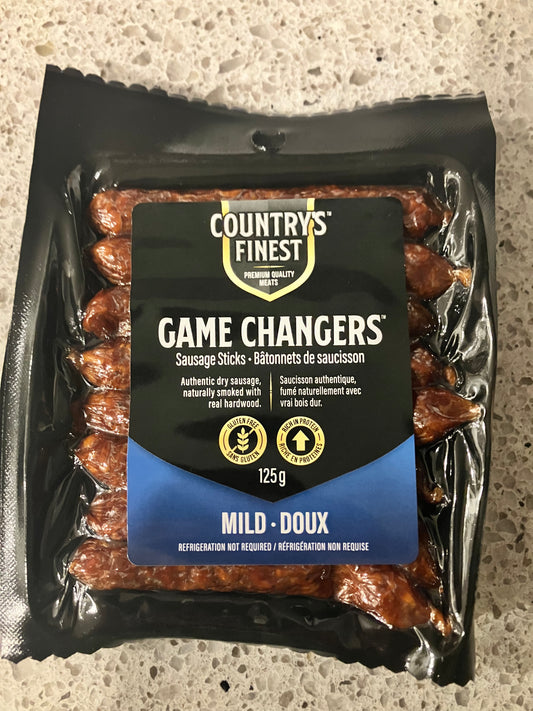 COUNTRY'S™
FINEST
PREMIUM QUALITY
MEATS
GAME CHANGERS™
Sausage Sticks • Bâtonnets de saucisson
Authentic dry sausage,
naturally smoked with
real hardwood.
Saucisson authentique,
fumé naturellement avec
vrai bois dur.
GLUTEN FREE
SANS GLUTEN
RICH IN PROTEIN
RICHE EN PROTÉINES
125 g
MILD • DOUX
REFRIGERATION NOT REQUIRED / RÉFRIGÉRATION NON REQUISE